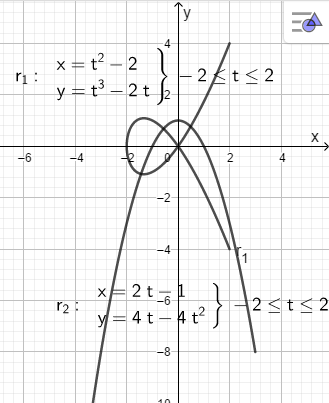 y
4
r₁ : x = t² − 2
y = t³ − 2 t } − 2 ≤ t ≤ 2
2
x
−6 −4 −2 0 2 4
−2
−4
r₁
r₂ : x = 2 t − 1
y = 4 t − 4 t² } − 2 ≤ t ≤ 2
−6
−8
−10